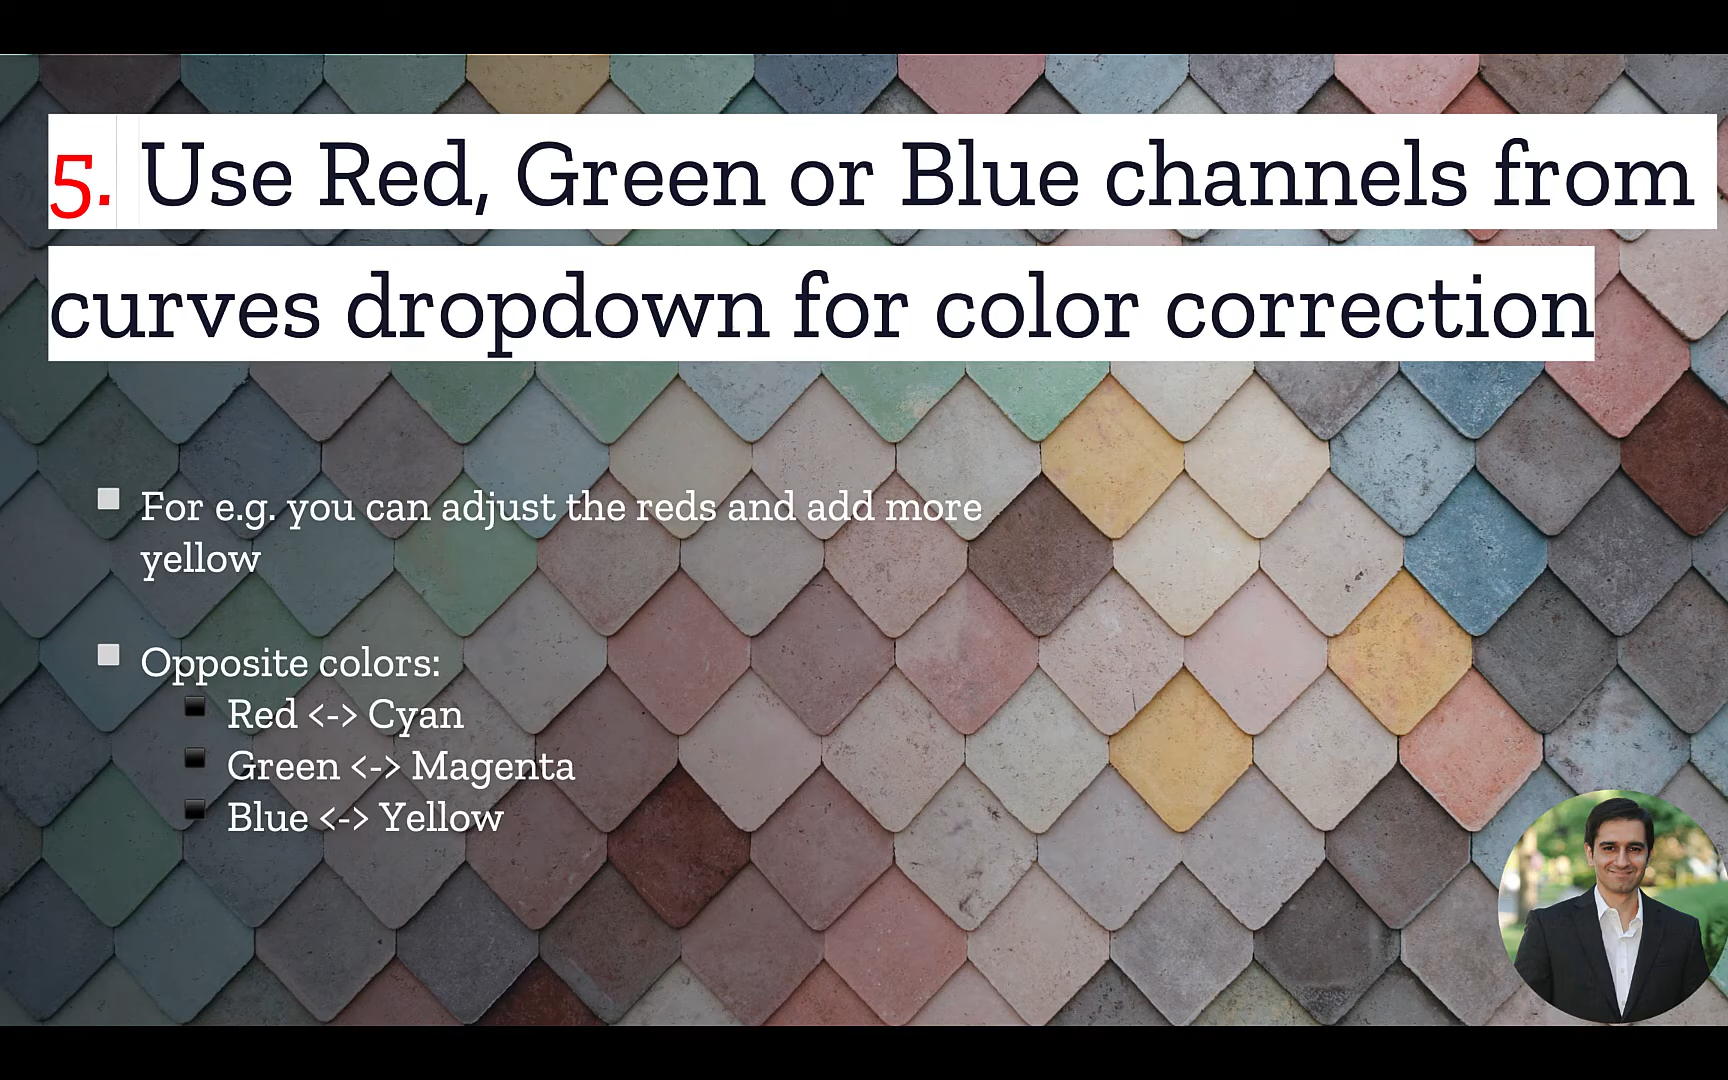 5. Use Red, Green or Blue channels from
curves dropdown for color correction
For e.g. you can adjust the reds and add more
yellow
Opposite colors:
Red <-> Cyan
Green <-> Magenta
Blue <-> Yellow